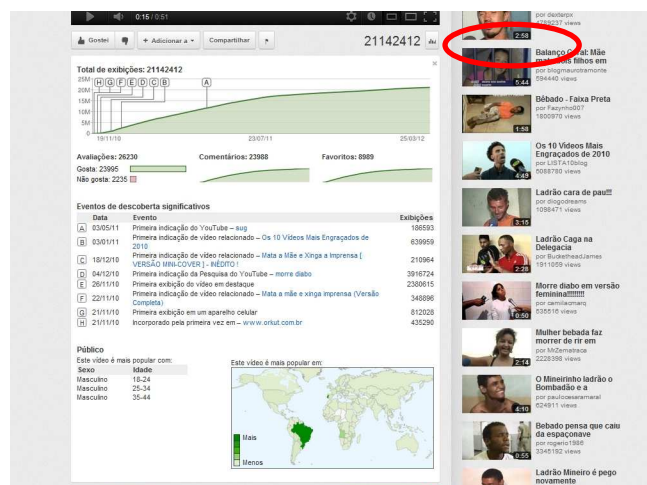 0:15 / 0:51
Gostei
+ Adicionar a
Compartilhar
21142412
Total de exibições: 21142412
25M
20M
15M
10M
5M
0
H G F E D C B A
19/11/10 23/07/11 25/03/12
Avaliações: 26230 Comentários: 23988 Favoritos: 8989
Gosta: 23995
Não gosta: 2235
Eventos de descoberta significativos
Data Evento Exibições
A 03/05/11 Primeira indicação do YouTube – sug 186593
B 03/01/11 Primeira indicação de vídeo relacionado – Os 10 Vídeos Mais Engraçados de
2010 639959
C 18/12/10 Primeira indicação de vídeo relacionado – Mata a Mãe e Xinga a Imprensa [
VERSÃO MINI-COVER ] - INÉDITO ! 210964
D 04/12/10 Primeira indicação da Pesquisa do YouTube – morre diabo 3916724
E 26/11/10 Primeira exibição do vídeo em destaque 2380615
F 22/11/10 Primeira indicação de vídeo relacionado – Mata a mãe e xinga imprensa (Versão
Completa) 348896
G 21/11/10 Primeira exibição em um aparelho celular 812028
H 21/11/10 Incorporado pela primeira vez em – www.orkut.com.br 435290
Público
Este vídeo é mais popular com:
Sexo Idade
Masculino 18-24
Masculino 25-34
Masculino 35-44
Este vídeo é mais popular em:
Mais
Menos
por dexterpx
4789237 views
2:58
Balanço Geral: Mãe
mata dois filhos em
por blogmaurotramonte
594440 views
5:44
Bêbado - Faixa Preta
por Fazynho007
1800970 views
1:58
Os 10 Vídeos Mais
Engraçados de 2010
por LISTA10blog
5088780 views
4:49
Ladrão cara de pau!!!
por diogodreams
1098471 views
3:15
Ladrão Caga na
Delegacia
por BucketheadJames
1911059 views
2:28
Morre diabo em versão
feminina!!!!!!!!!
por camilacmarq
538516 views
0:50
Mulher bebada faz
morrer de rir em
por MrZematraca
2228398 views
2:14
O Mineirinho ladrão o
Bombadão e a
por paulocesaramaral
624911 views
4:10
Bebado pensa que caiu
da espaçonave
por rogerio1986
3345192 views
0:55
Ladrão Mineiro é pego
novamente